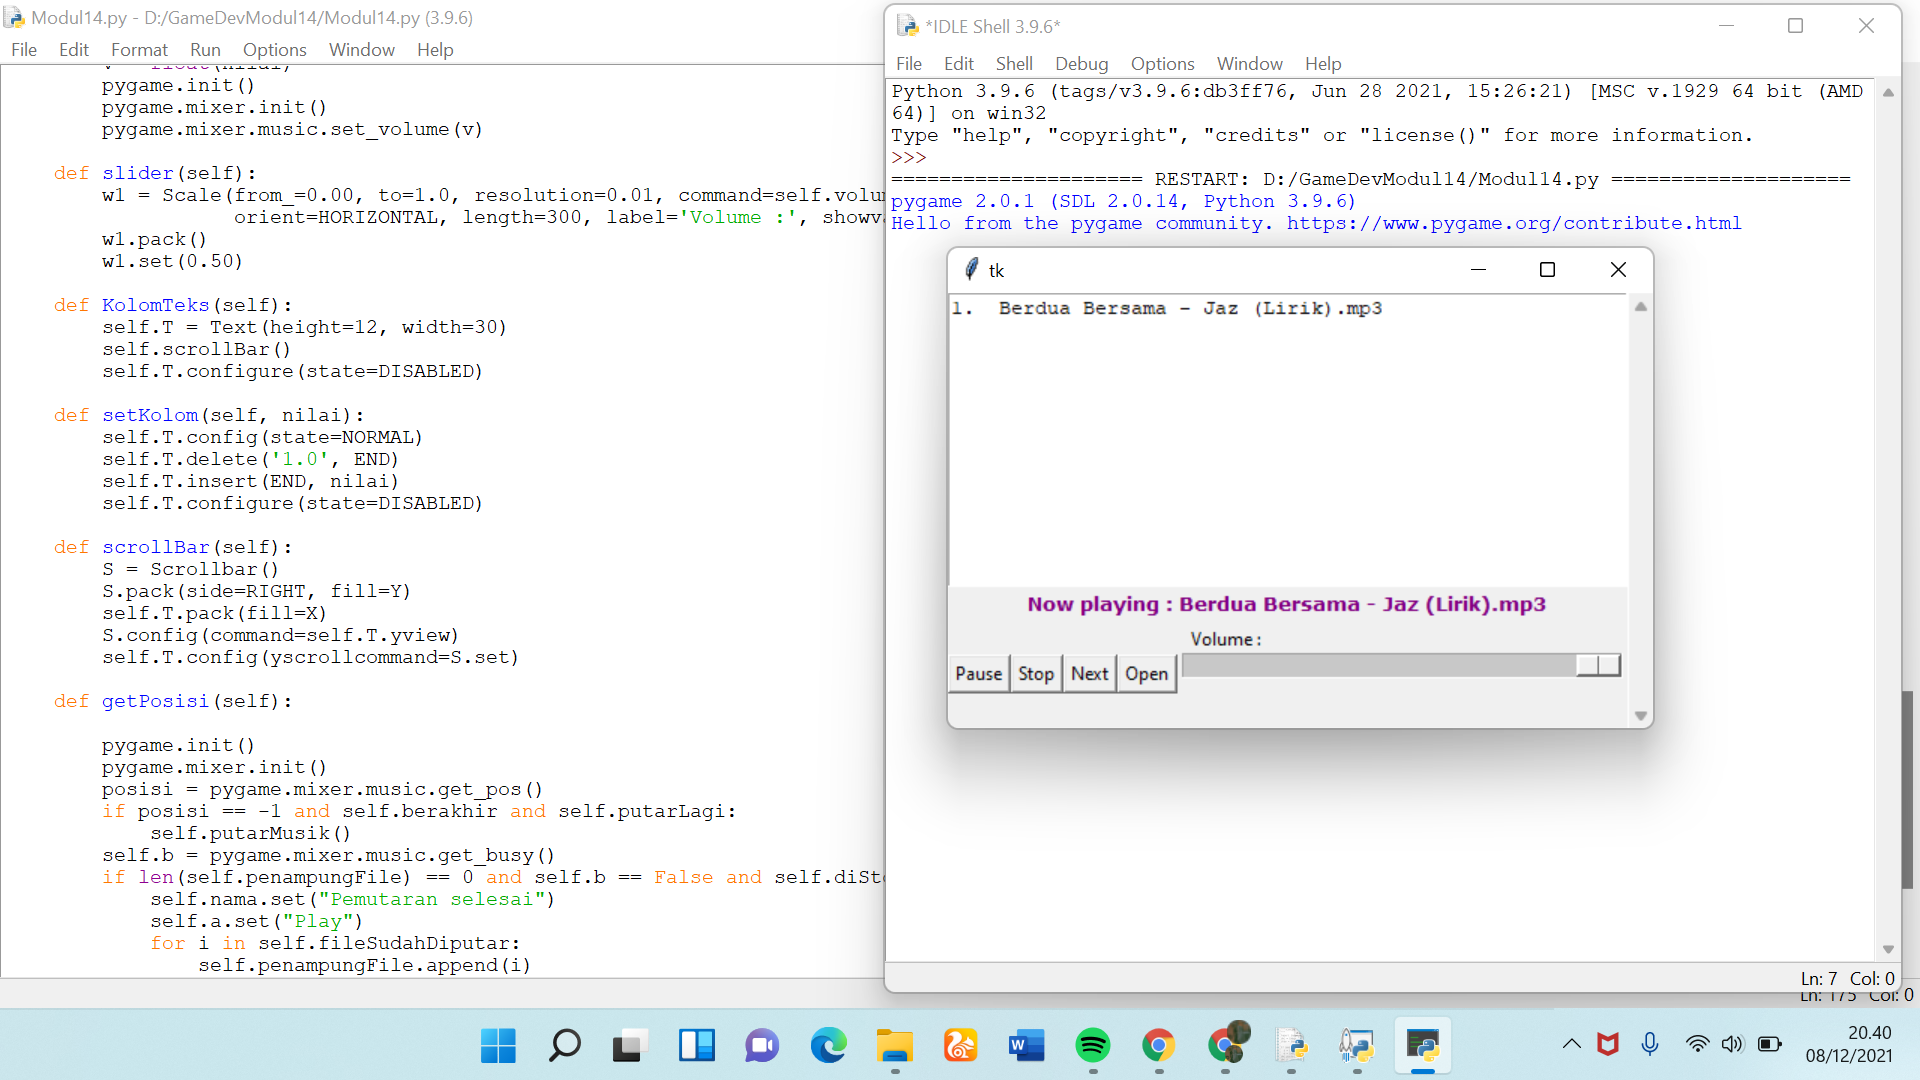 Modul14.py - D:/GameDevModul14/Modul14.py (3.9.6)
File Edit Format Run Options Window Help
pygame.init()
pygame.mixer.init()
pygame.mixer.music.set_volume(v)
def slider(self):
w1 = Scale(from_=0.00, to=1.0, resolution=0.01, command=self.volu
orient=HORIZONTAL, length=300, label='Volume :', showva
w1.pack()
w1.set(0.50)
def KolomTeks(self):
self.T = Text(height=12, width=30)
self.scrollBar()
self.T.configure(state=DISABLED)
def setKolom(self, nilai):
self.T.config(state=NORMAL)
self.T.delete('1.0', END)
self.T.insert(END, nilai)
self.T.configure(state=DISABLED)
def scrollBar(self):
S = Scrollbar()
S.pack(side=RIGHT, fill=Y)
self.T.pack(fill=X)
S.config(command=self.T.yview)
self.T.config(yscrollcommand=S.set)
def getPosisi(self):
pygame.init()
pygame.mixer.init()
posisi = pygame.mixer.music.get_pos()
if posisi == -1 and self.berakhir and self.putarLagi:
self.putarMusik()
self.b = pygame.mixer.music.get_busy()
if len(self.penampungFile) == 0 and self.b == False and self.diSto
self.nama.set("Pemutaran selesai")
self.a.set("Play")
for i in self.fileSudahDiputar:
self.penampungFile.append(i)
*IDLE Shell 3.9.6*
File Edit Shell Debug Options Window Help
Python 3.9.6 (tags/v3.9.6:db3ff76, Jun 28 2021, 15:26:21) [MSC v.1929 64 bit (AMD
64)] on win32
Type "help", "copyright", "credits" or "license()" for more information.
>>>
===================== RESTART: D:/GameDevModul14/Modul14.py ====================
pygame 2.0.1 (SDL 2.0.14, Python 3.9.6)
Hello from the pygame community. https://www.pygame.org/contribute.html
tk
1. Berdua Bersama - Jaz (Lirik).mp3
Now playing : Berdua Bersama - Jaz (Lirik).mp3
Volume :
Pause Stop Next Open
Ln: 7 Col: 0
Ln: 175 Col: 0
20.40
08/12/2021